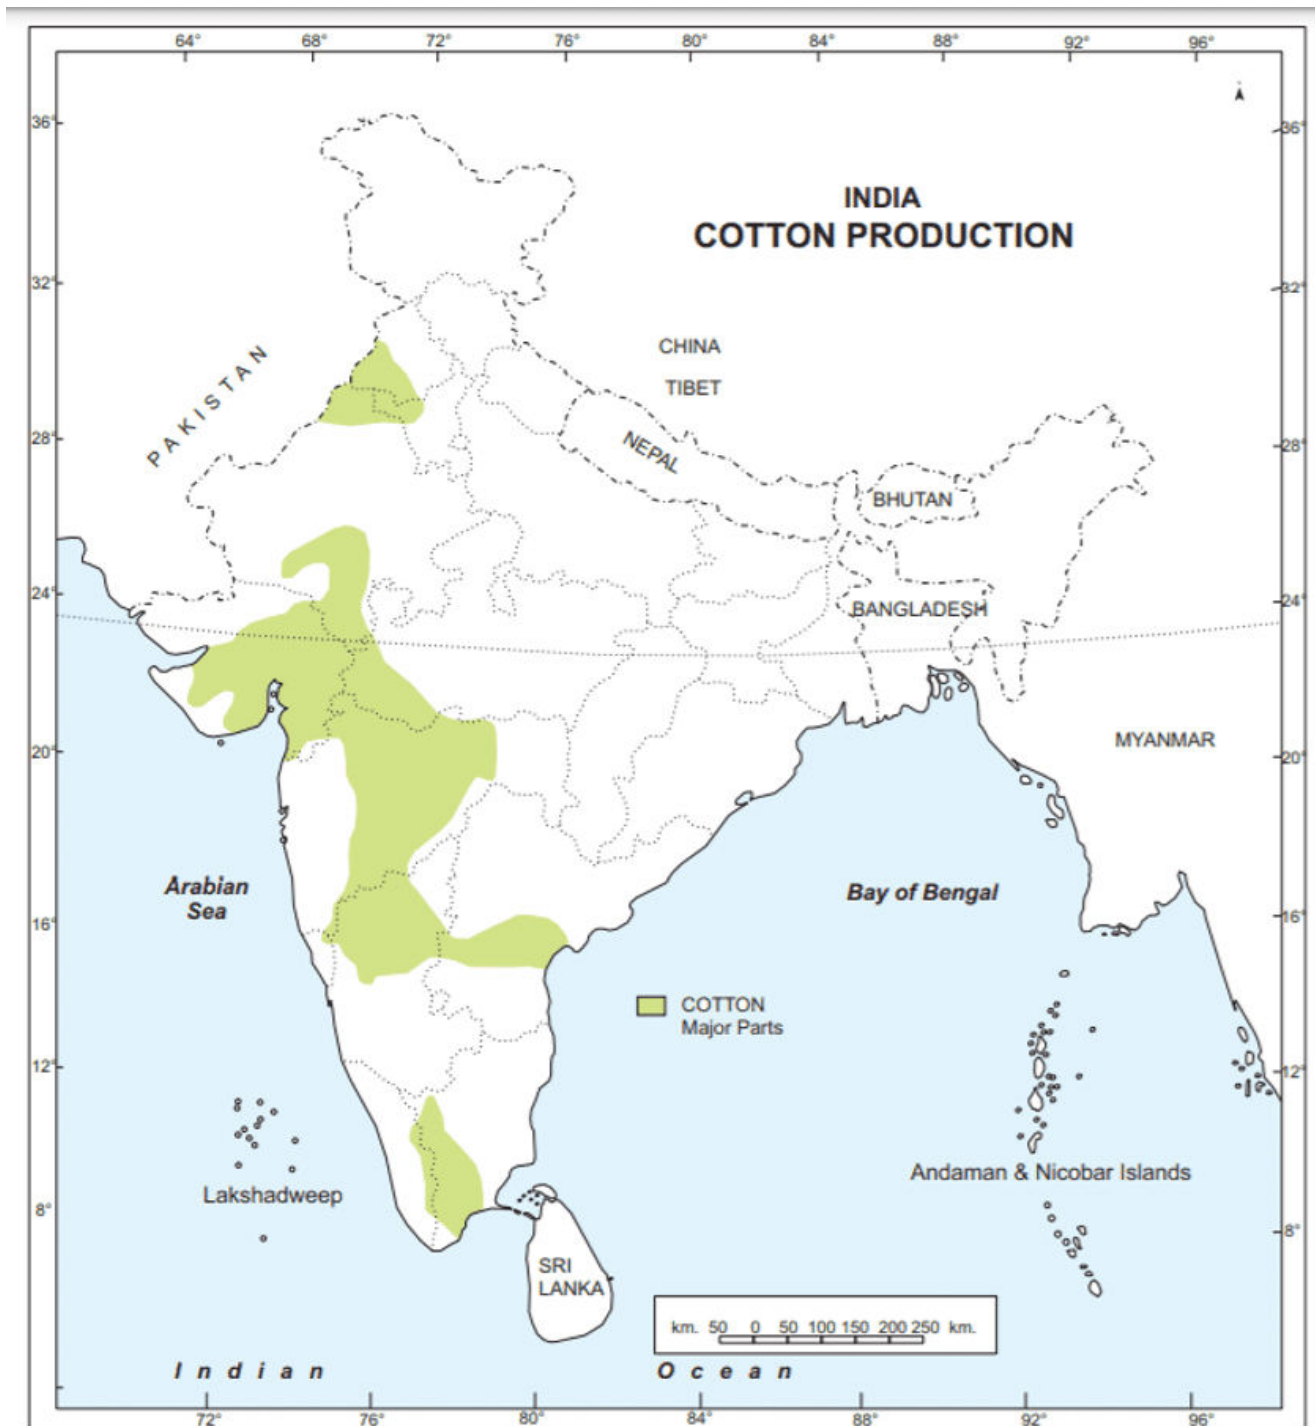 64° 68° 72° 76° 80° 84° 88° 92° 96°
36° 36°
INDIA
COTTON PRODUCTION
32° 32°
CHINA
TIBET
PAKISTAN
28° 28°
NEPAL
BHUTAN
24° 24°
BANGLADESH
20° 20°
MYANMAR
Arabian
Sea
Bay of Bengal
16° 16°
COTTON
Major Parts
12° 12°
Andaman & Nicobar Islands
Lakshadweep
8° 8°
SRI
LANKA
km. 50 0 50 100 150 200 250 km.
Indian Ocean
72° 76° 80° 84° 88° 92° 96°